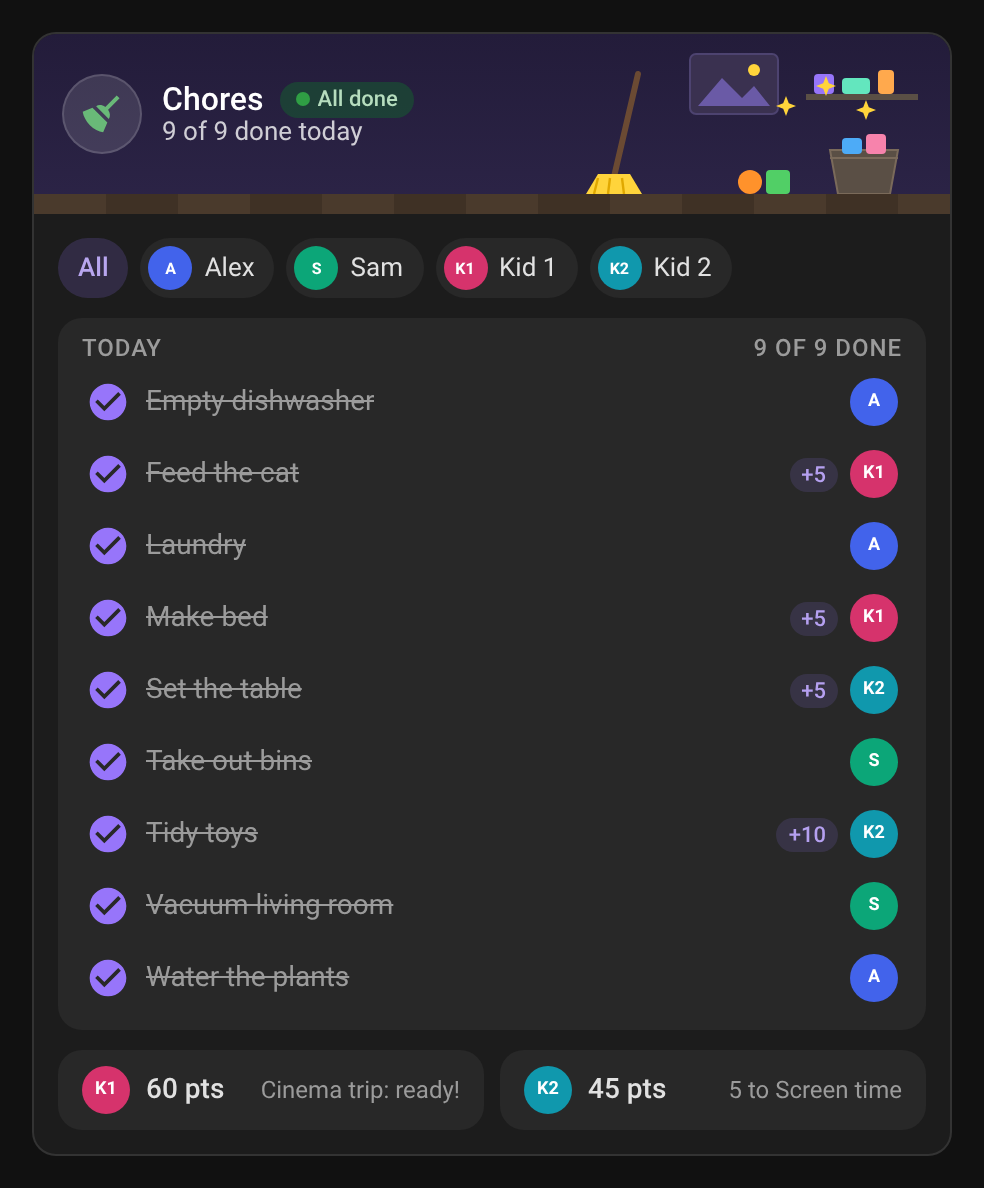 Chores
All done
9 of 9 done today
All
A Alex
S Sam
K1 Kid 1
K2 Kid 2
TODAY
9 OF 9 DONE
Empty dishwasher A
Feed the cat +5 K1
Laundry A
Make bed +5 K1
Set the table +5 K2
Take out bins S
Tidy toys +10 K2
Vacuum living room S
Water the plants A
K1 60 pts Cinema trip: ready!
K2 45 pts 5 to Screen time